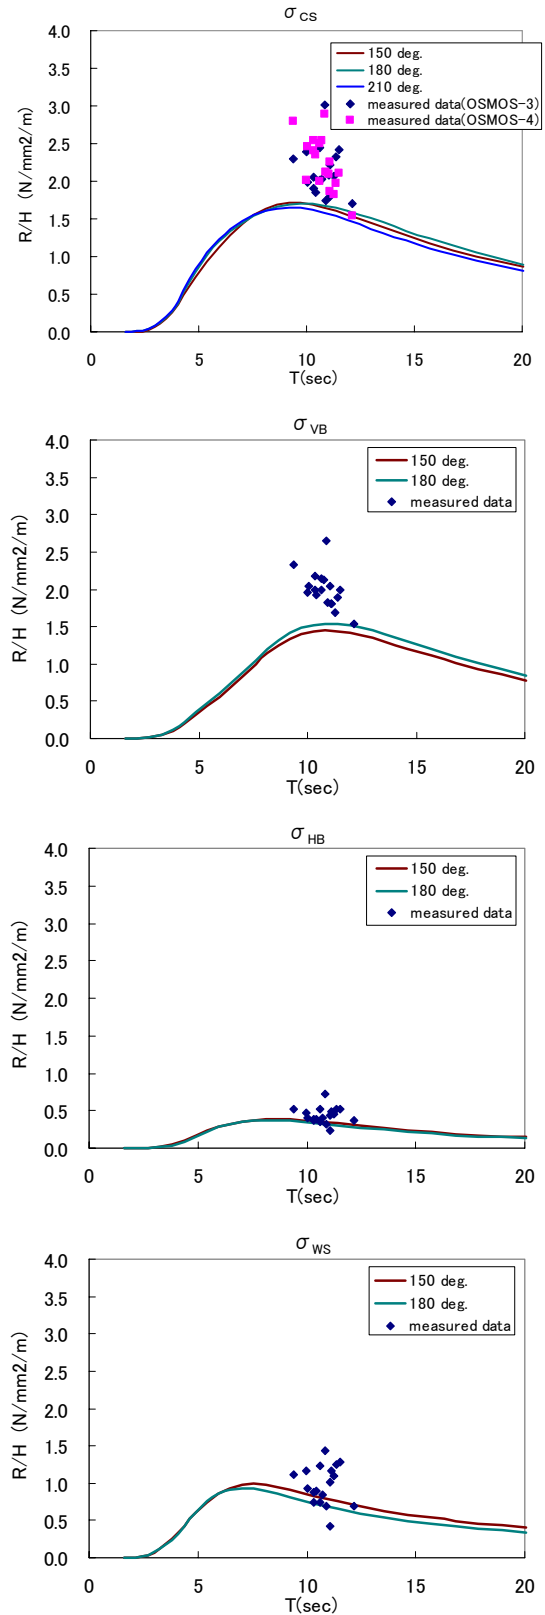 σCS
4.0
3.5
3.0
2.5
2.0
1.5
1.0
0.5
0.0
R/H (N/mm2/m)
150 deg.
180 deg.
210 deg.
measured data(OSMOS-3)
measured data(OSMOS-4)
0 5 10 15 20
T(sec)
σVB
4.0
3.5
3.0
2.5
2.0
1.5
1.0
0.5
0.0
R/H (N/mm2/m)
150 deg.
180 deg.
measured data
0 5 10 15 20
T(sec)
σHB
4.0
3.5
3.0
2.5
2.0
1.5
1.0
0.5
0.0
R/H (N/mm2/m)
150 deg.
180 deg.
measured data
0 5 10 15 20
T(sec)
σWS
4.0
3.5
3.0
2.5
2.0
1.5
1.0
0.5
0.0
R/H (N/mm2/m)
150 deg.
180 deg.
measured data
0 5 10 15 20
T(sec)